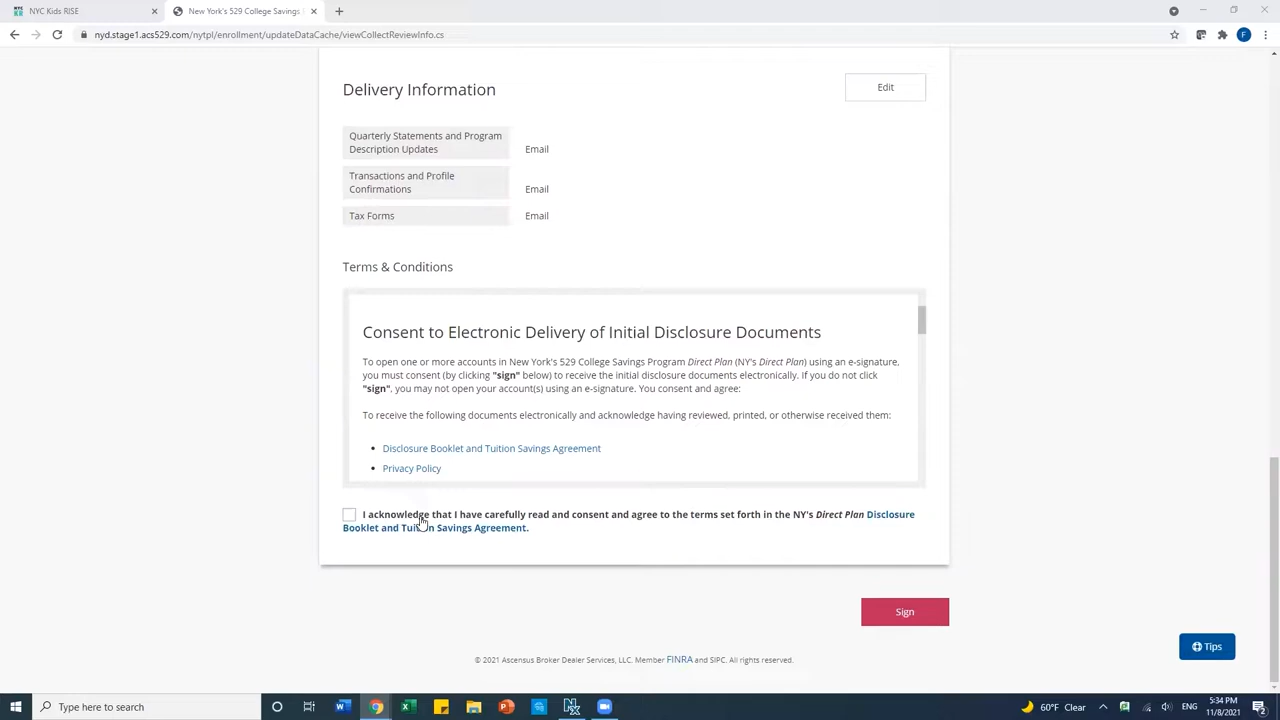 NYC Kids RISE
New York's 529 College Savings
nyd.stage1.acs529.com/nytpl/enrollment/updateDataCache/viewCollectReviewInfo.cs
F
Delivery Information
Edit
Quarterly Statements and Program
Description Updates
Email
Transactions and Profile
Confirmations
Email
Tax Forms
Email
Terms & Conditions
Consent to Electronic Delivery of Initial Disclosure Documents
To open one or more accounts in New York's 529 College Savings Program Direct Plan (NY's Direct Plan) using an e-signature,
you must consent (by clicking "sign" below) to receive the initial disclosure documents electronically. If you do not click
"sign", you may not open your account(s) using an e-signature. You consent and agree:
To receive the following documents electronically and acknowledge having reviewed, printed, or otherwise received them:
• Disclosure Booklet and Tuition Savings Agreement
• Privacy Policy
I acknowledge that I have carefully read and consent and agree to the terms set forth in the NY's Direct Plan Disclosure
Booklet and Tuition Savings Agreement.
Sign
Tips
© 2021 Ascensus Broker Dealer Services, LLC, Member FINRA and SIPC. All rights reserved.
Type here to search
60°F Clear
ENG
5:34 PM
11/8/2021